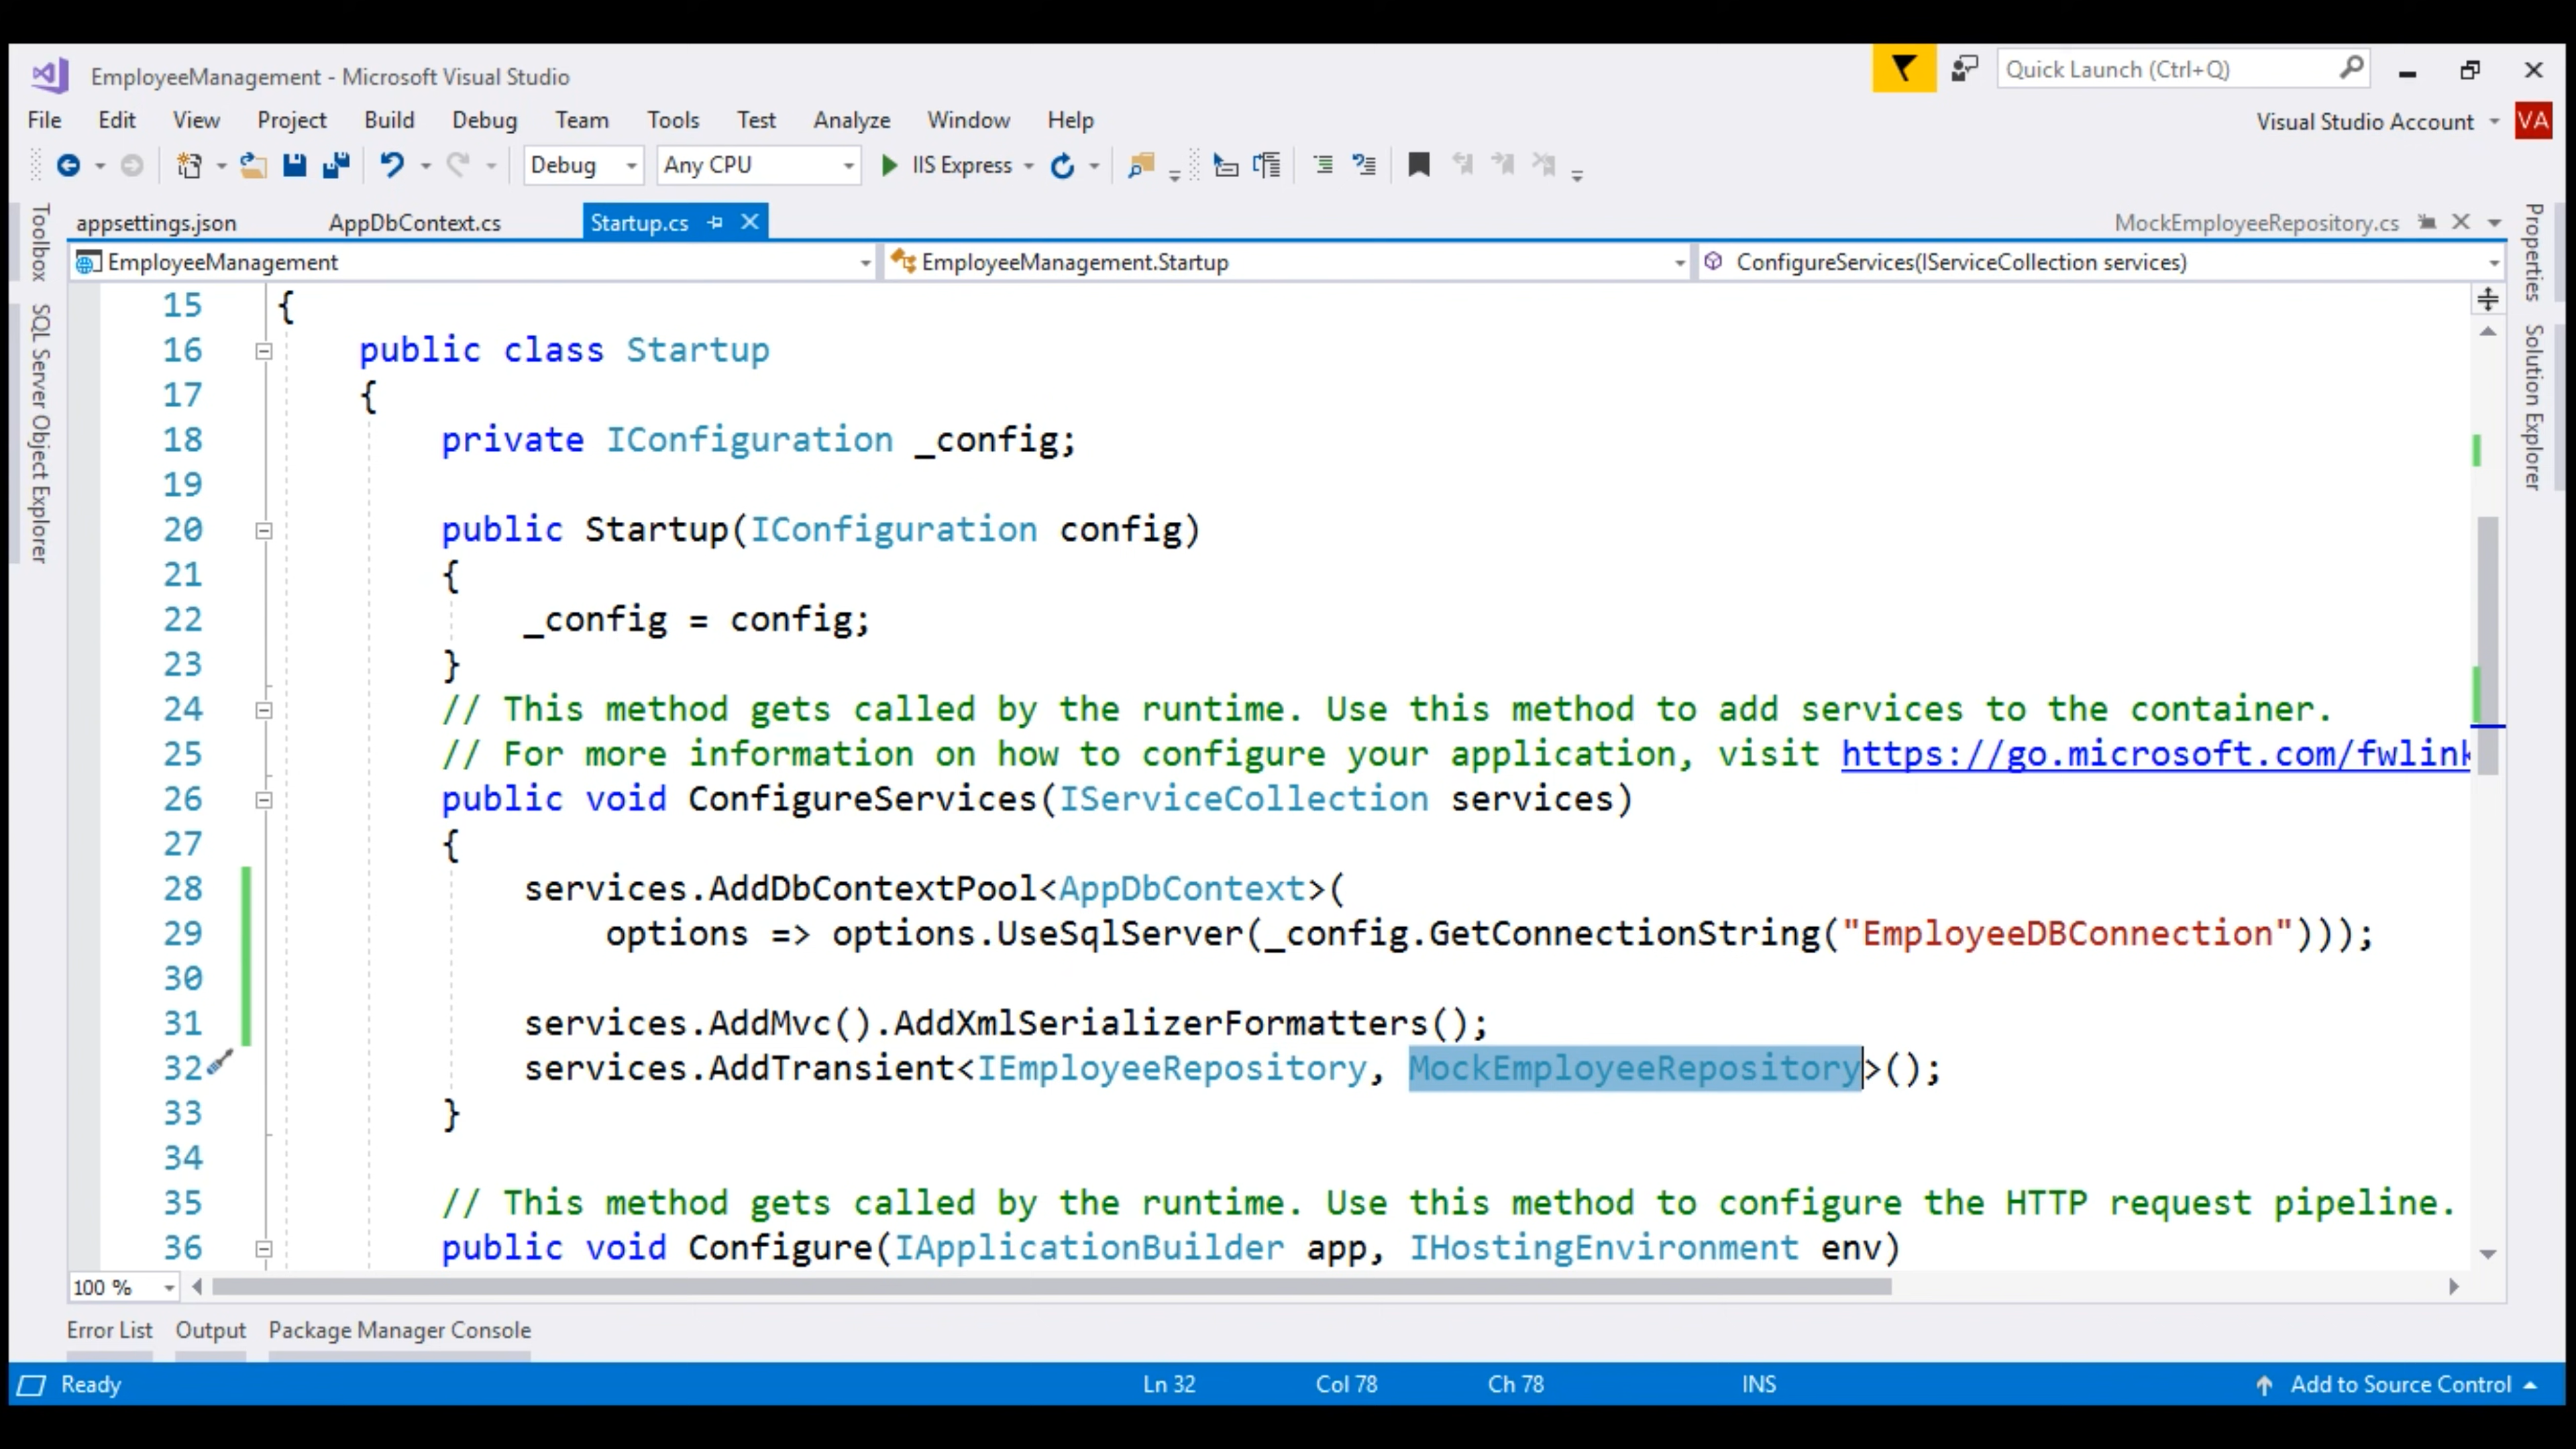 EmployeeManagement - Microsoft Visual Studio
Quick Launch (Ctrl+Q)
File Edit View Project Build Debug Team Tools Test Analyze Window Help
Visual Studio Account VA
Debug Any CPU IIS Express
appsettings.json AppDbContext.cs Startup.cs MockEmployeeRepository.cs
EmployeeManagement EmployeeManagement.Startup ConfigureServices(IServiceCollection services)
Toolbox
SQL Server Object Explorer
Properties
Solution Explorer
15 {
16 public class Startup
17 {
18 private IConfiguration _config;
19
20 public Startup(IConfiguration config)
21 {
22 _config = config;
23 }
24 // This method gets called by the runtime. Use this method to add services to the container.
25 // For more information on how to configure your application, visit https://go.microsoft.com/fwlink
26 public void ConfigureServices(IServiceCollection services)
27 {
28 services.AddDbContextPool<AppDbContext>(
29 options => options.UseSqlServer(_config.GetConnectionString("EmployeeDBConnection")));
30
31 services.AddMvc().AddXmlSerializerFormatters();
32 services.AddTransient<IEmployeeRepository, MockEmployeeRepository>();
33 }
34
35 // This method gets called by the runtime. Use this method to configure the HTTP request pipeline.
36 public void Configure(IApplicationBuilder app, IHostingEnvironment env)
100 %
Error List Output Package Manager Console
Ready Ln 32 Col 78 Ch 78 INS Add to Source Control